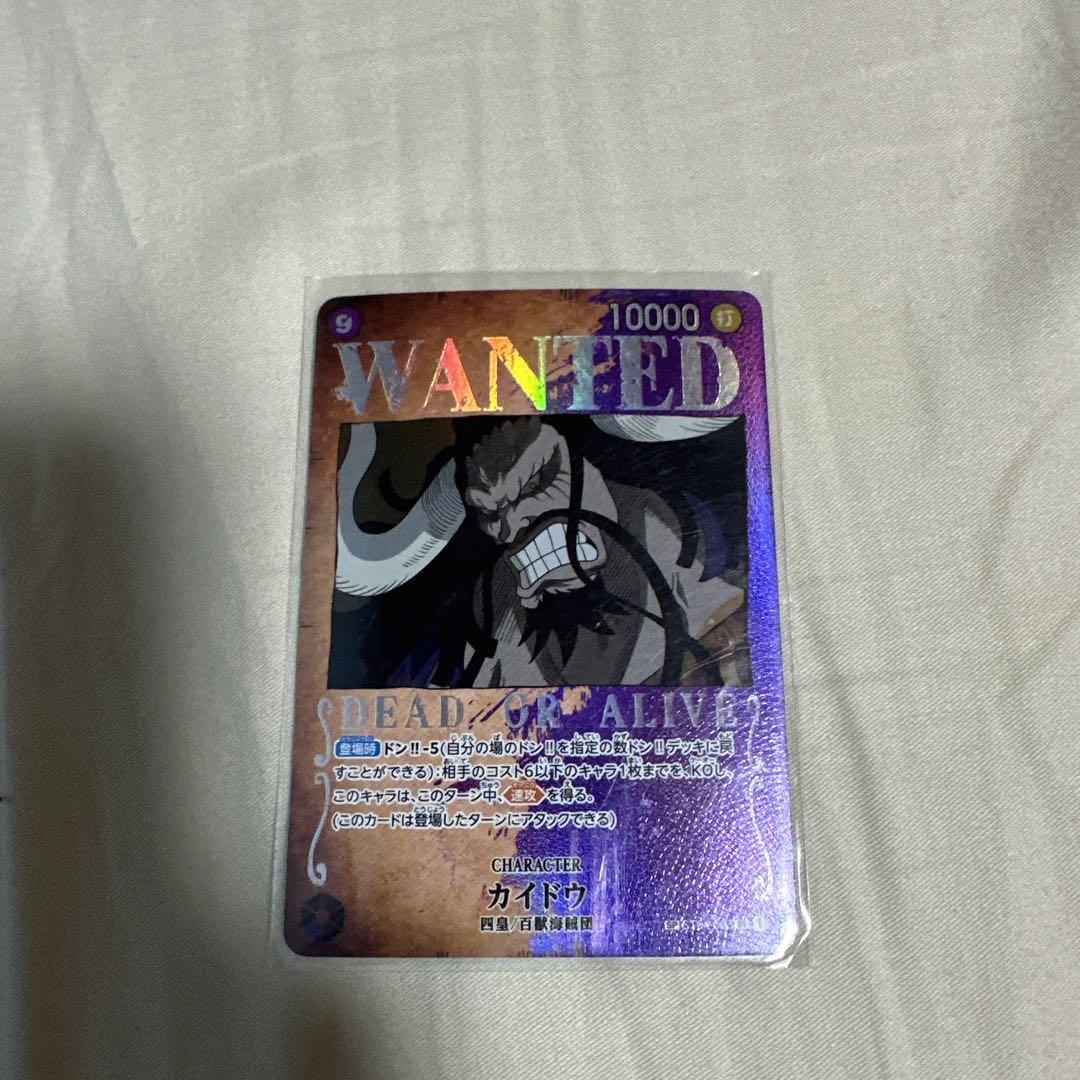 9 10000 打
WANTED
DEAD OR ALIVE
登場時 ドン!!-5(自分の場のドン!!を指定の数ドン!!デッキに戻
すことができる):相手のコスト6以下のキャラ1枚までを、KOし、
このキャラは、このターン中、速攻を得る。
(このカードは登場したターンにアタックできる)
CHARACTER
カイドウ
四皇/百獣海賊団
SP